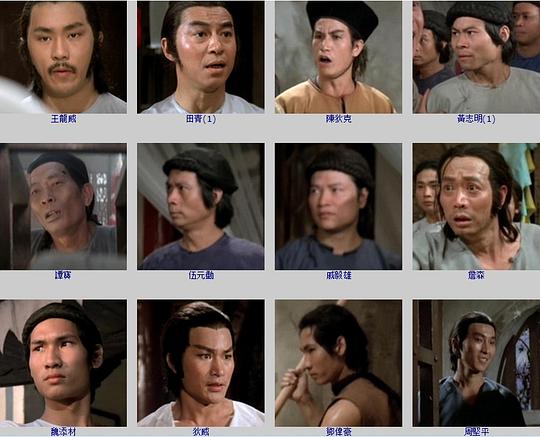 王龍威
田青(1)
陳狄克
黃志明(1)
譚寶
伍元勳
戚毅雄
詹森
魏添材
狄威
鄧偉豪
周堅平